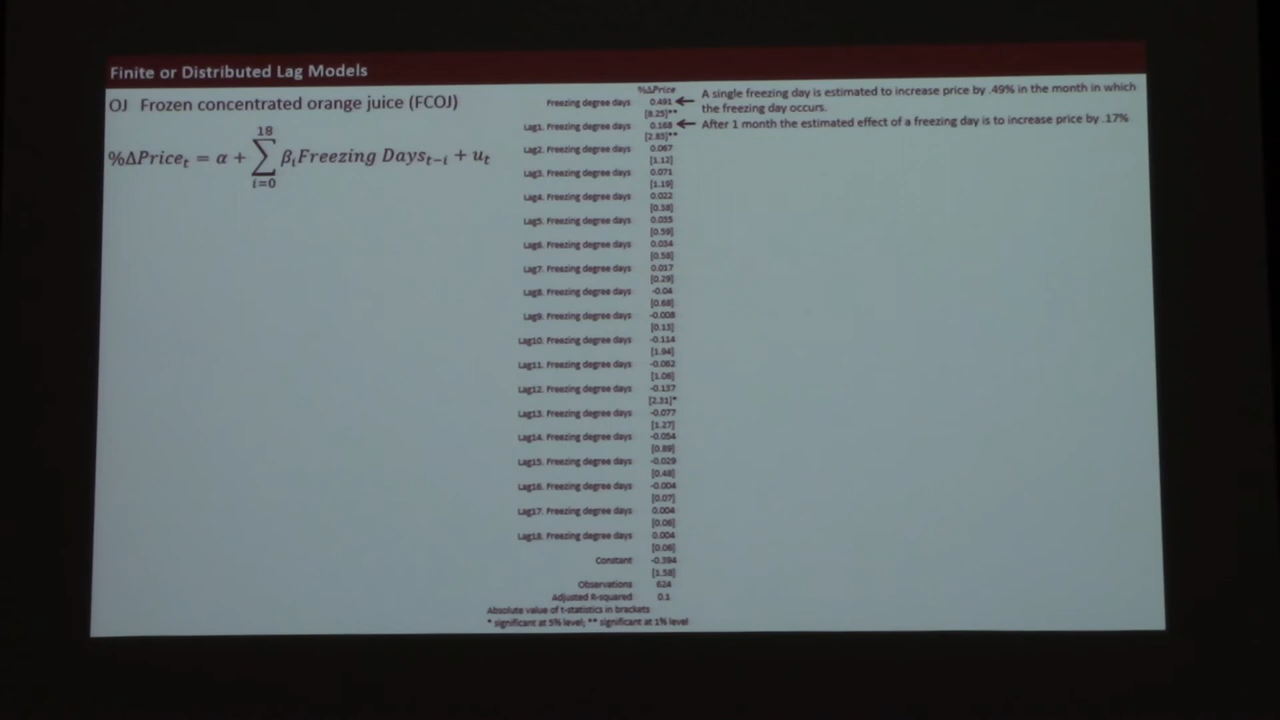 Finite or Distributed Lag Models
OJ Frozen concentrated orange juice (FCOJ)
%ΔPriceₜ = α + ∑ βᵢFreezing Daysₜ₋ᵢ + uₜ
18
i=0
%ΔPrice
Freezing degree days 0.491
[8.25]**
Lag1. Freezing degree days 0.168
[2.85]**
Lag2. Freezing degree days 0.067
[1.12]
Lag3. Freezing degree days 0.071
[1.19]
Lag4. Freezing degree days 0.022
[0.38]
Lag5. Freezing degree days 0.035
[0.59]
Lag6. Freezing degree days 0.034
[0.58]
Lag7. Freezing degree days 0.017
[0.29]
Lag8. Freezing degree days -0.04
[0.68]
Lag9. Freezing degree days -0.008
[0.13]
Lag10. Freezing degree days -0.114
[1.94]
Lag11. Freezing degree days -0.062
[1.06]
Lag12. Freezing degree days -0.137
[2.31]*
Lag13. Freezing degree days -0.077
[1.27]
Lag14. Freezing degree days -0.054
[0.89]
Lag15. Freezing degree days -0.029
[0.48]
Lag16. Freezing degree days -0.004
[0.07]
Lag17. Freezing degree days 0.004
[0.06]
Lag18. Freezing degree days 0.004
[0.06]
Constant -0.394
[1.58]
Observations 624
Adjusted R-squared 0.1
Absolute value of t-statistics in brackets
* significant at 5% level; ** significant at 1% level
A single freezing day is estimated to increase price by .49% in the month in which
the freezing day occurs.
After 1 month the estimated effect of a freezing day is to increase price by .17%